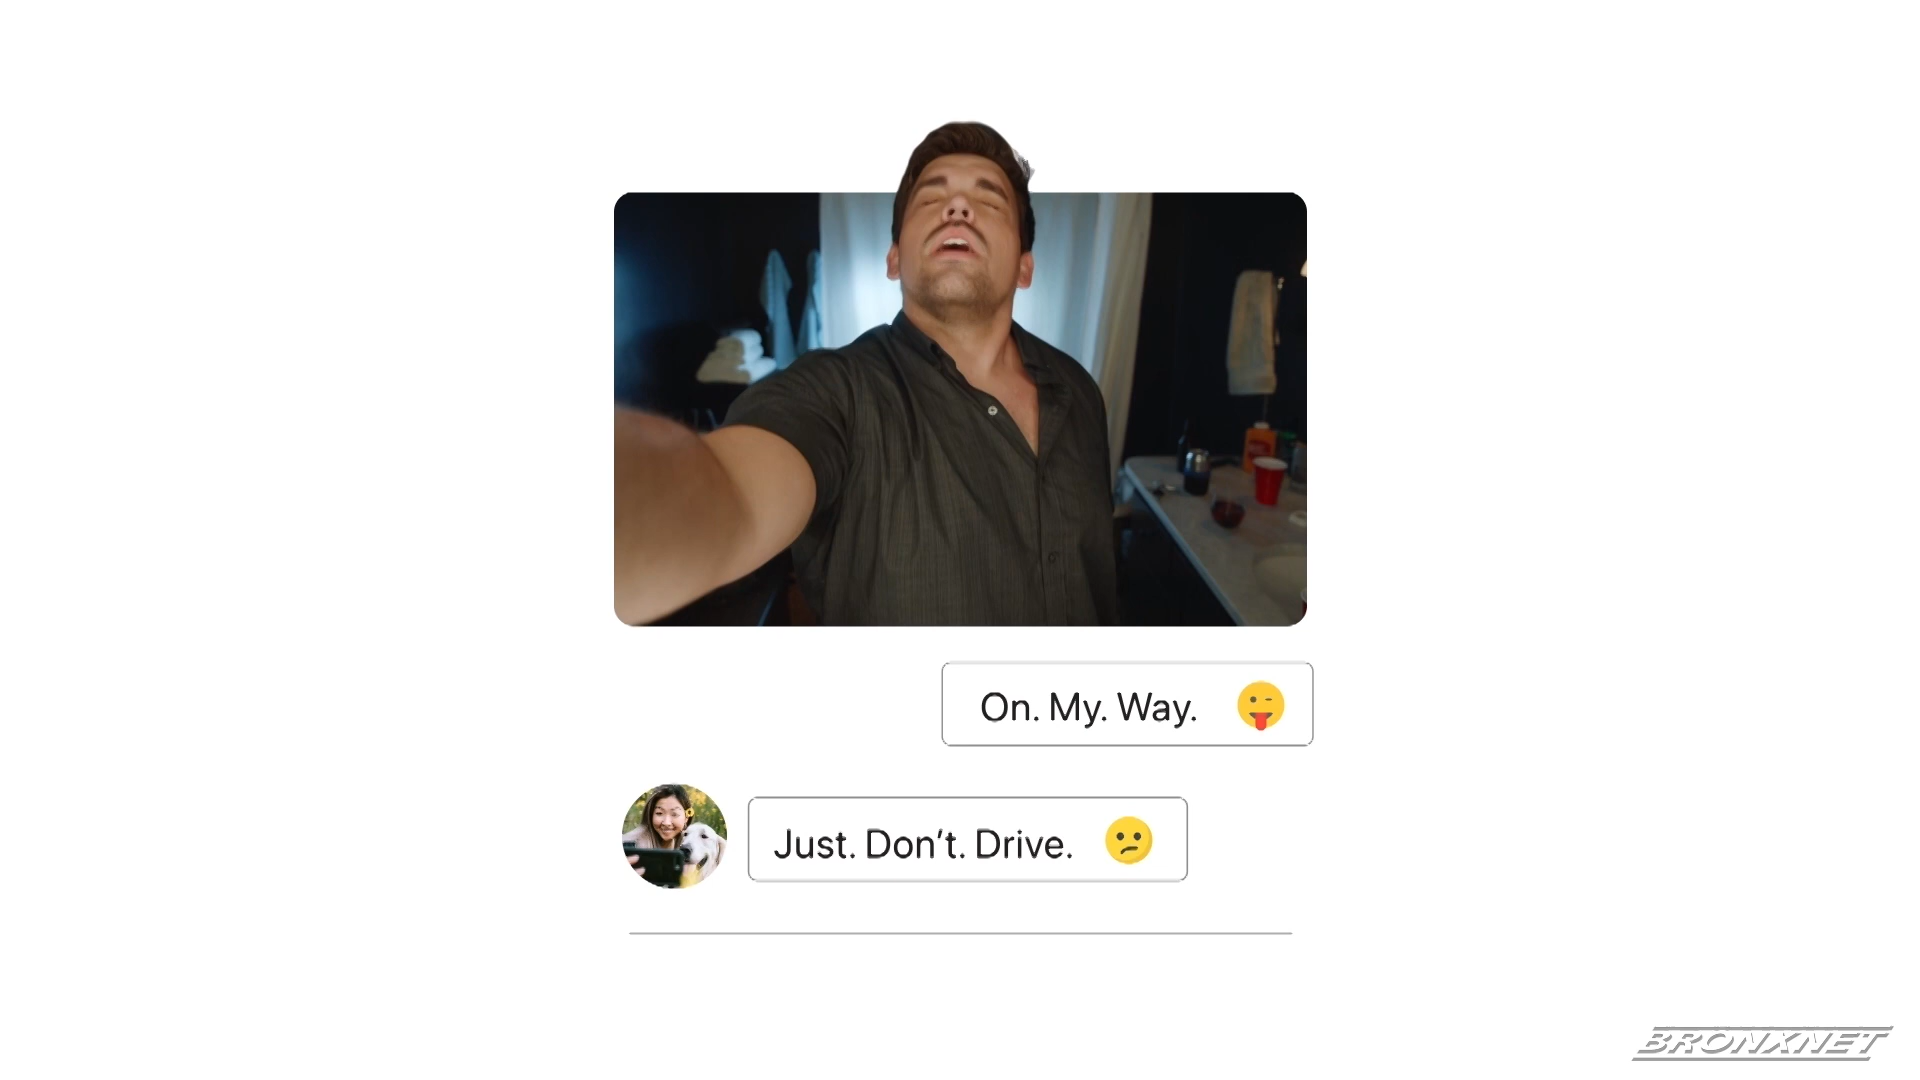 On. My. Way. 😜
Just. Don’t. Drive. 😕
BRONXNET